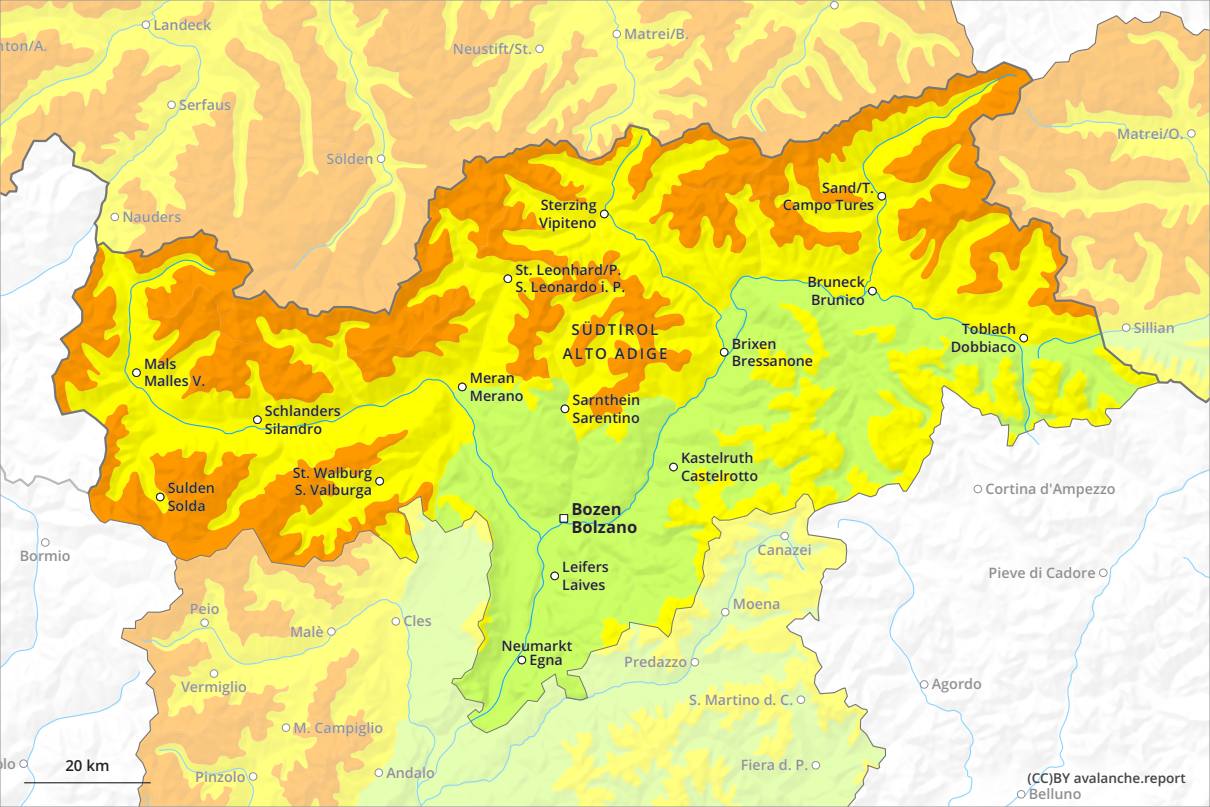 Landeck
nton/A.
Neustift/St.
Matrei/B.
Serfaus
Matrei/O.
Sölden
Nauders
Sand/T.
Campo Tures
Sterzing
Vipiteno
St. Leonhard/P.
S. Leonardo i. P.
Bruneck
Brunico
SÜDTIROL
ALTO ADIGE
Toblach
Dobbiaco
Sillian
Brixen
Bressanone
Mals
Malles V.
Meran
Merano
Sarnthein
Sarentino
Schlanders
Silandro
Kastelruth
Castelrotto
St. Walburg
S. Valburga
Sulden
Solda
Cortina d'Ampezzo
Bozen
Bolzano
Bormio
Canazei
Leifers
Laives
Pieve di Cadore
Peio
Moena
Cles
Malè
Neumarkt
Egna
Predazzo
Vermiglio
Agordo
S. Martino d. C.
M. Campiglio
20 km
olo
Pinzolo
Andalo
Fiera d. P.
(CC)BY avalanche.report
Belluno